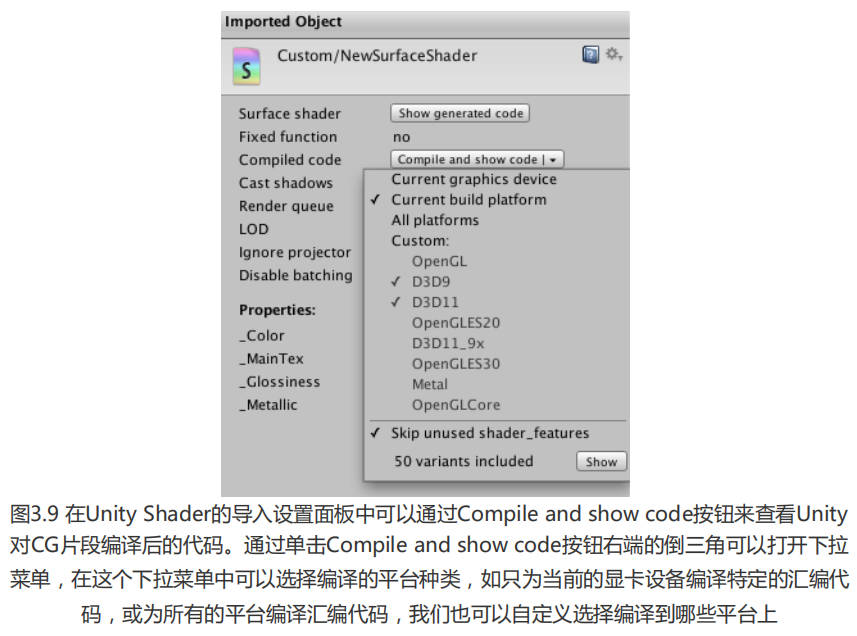 Imported Object
S
Custom/NewSurfaceShader
Surface shader Show generated code
Fixed function no
Compiled code Compile and show code | ▾
Cast shadows
Render queue
LOD
Ignore projector
Disable batching
Current graphics device
✓ Current build platform
All platforms
Custom:
OpenGL
✓ D3D9
✓ D3D11
OpenGLES20
D3D11_9x
OpenGLES30
Metal
OpenGLCore
✓ Skip unused shader_features
50 variants included Show
Properties:
_Color
_MainTex
_Glossiness
_Metallic
图3.9 在Unity Shader的导入设置面板中可以通过Compile and show code按钮来查看Unity
对CG片段编译后的代码。通过单击Compile and show code按钮右端的倒三角可以打开下拉
菜单，在这个下拉菜单中可以选择编译的平台种类，如只为当前的显卡设备编译特定的汇编代
码，或为所有的平台编译汇编代码，我们也可以自定义选择编译到哪些平台上